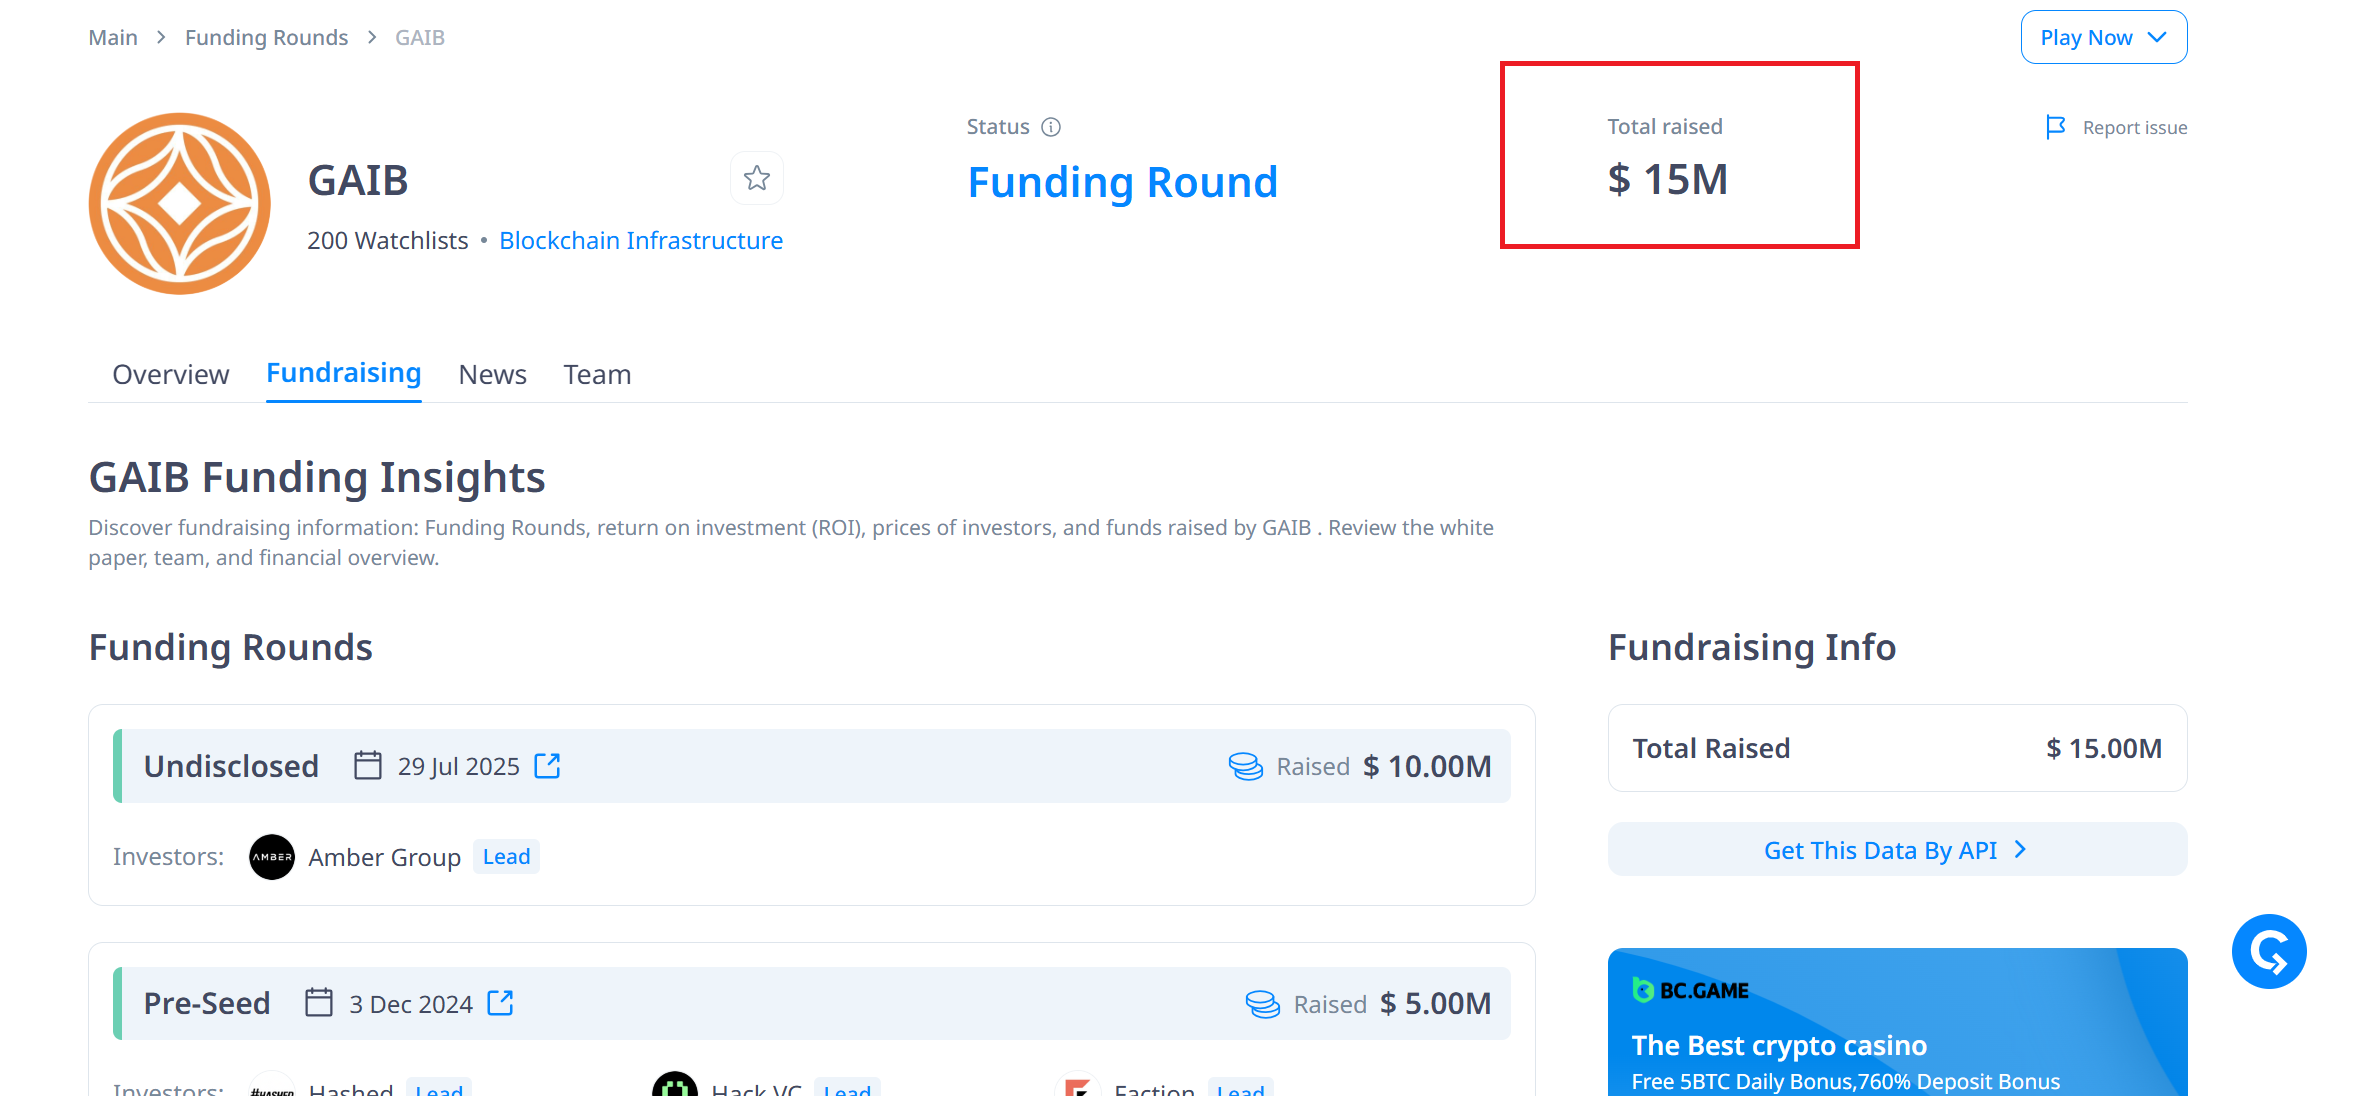 Main > Funding Rounds > GAIB
Play Now
GAIB
200 Watchlists • Blockchain Infrastructure
Status
Funding Round
Total raised
$ 15M
Report issue
Overview Fundraising News Team
GAIB Funding Insights
Discover fundraising information: Funding Rounds, return on investment (ROI), prices of investors, and funds raised by GAIB . Review the white
paper, team, and financial overview.
Funding Rounds
Undisclosed 29 Jul 2025 Raised $ 10.00M
Investors: AMBER Amber Group Lead
Pre-Seed 3 Dec 2024 Raised $ 5.00M
Investors: #HASHED Hashed Lead Hack VC Lead Faction Lead
Fundraising Info
Total Raised $ 15.00M
Get This Data By API >
BC.GAME
The Best crypto casino
Free 5BTC Daily Bonus,760% Deposit Bonus